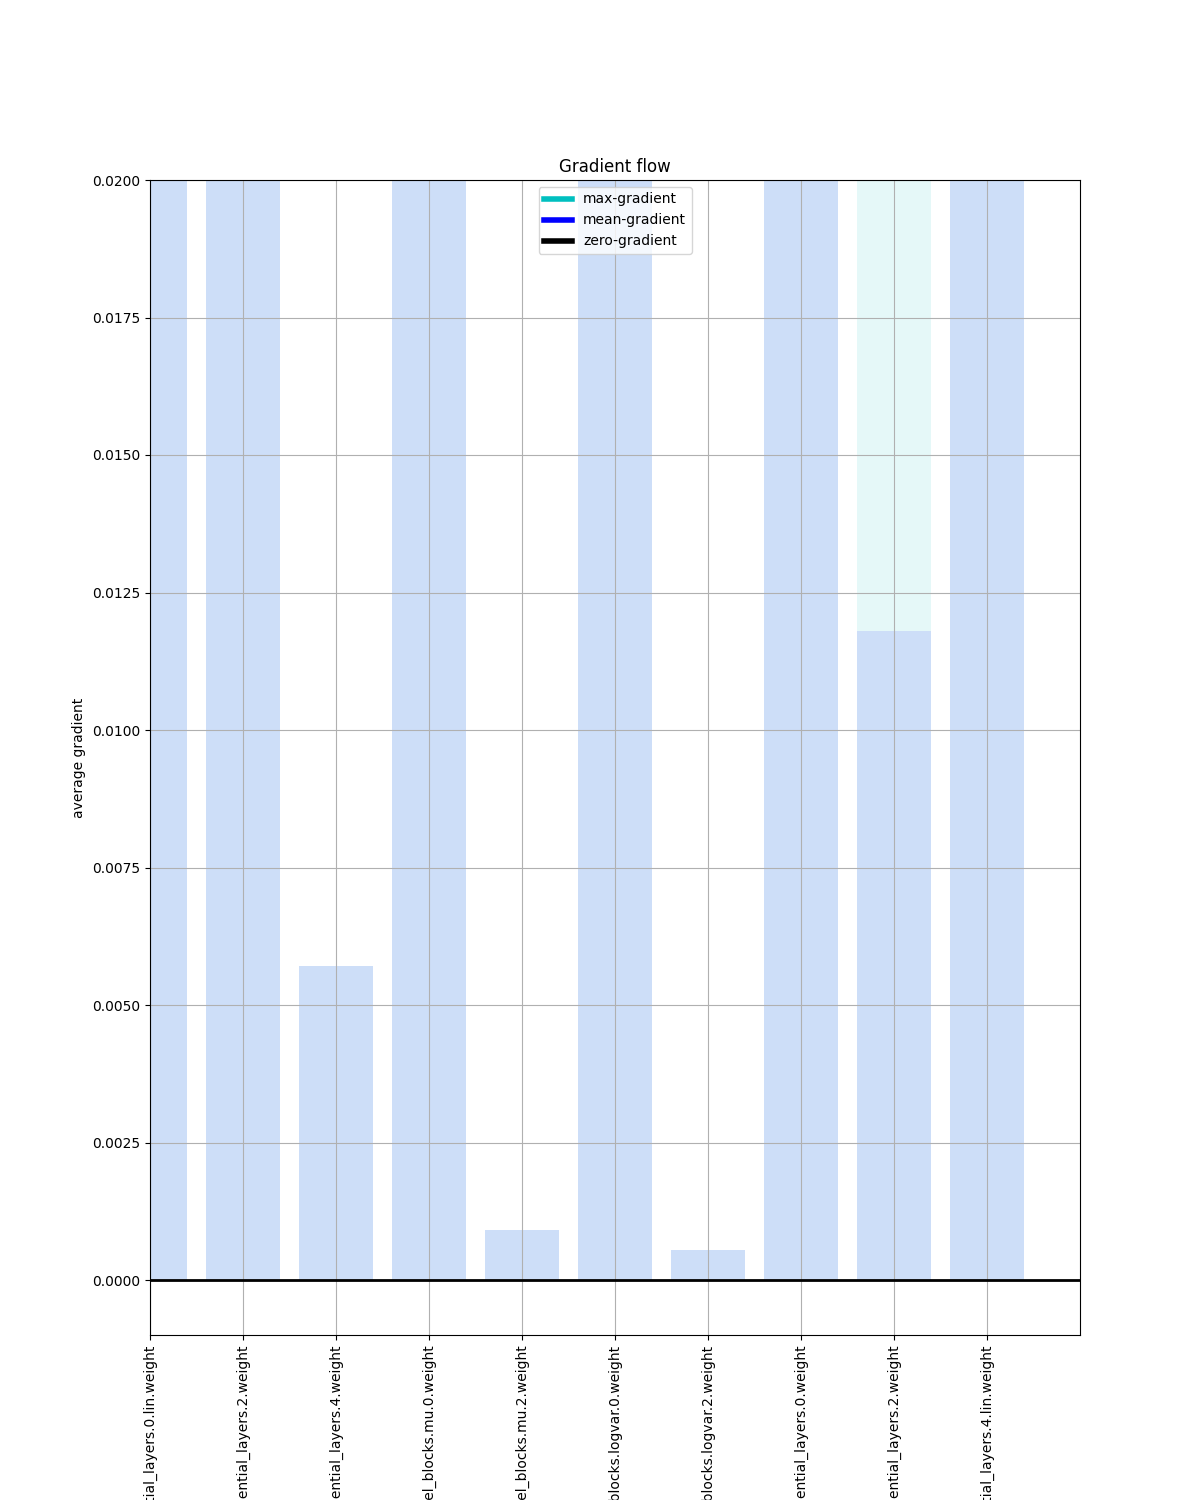 Gradient flow
max-gradient
mean-gradient
zero-gradient
0.0200
0.0175
0.0150
0.0125
0.0100
0.0075
0.0050
0.0025
0.0000
average gradient
tial_layers.0.lin.weight
ential_layers.2.weight
ential_layers.4.weight
el_blocks.mu.0.weight
el_blocks.mu.2.weight
blocks.logvar.0.weight
blocks.logvar.2.weight
ential_layers.0.weight
ential_layers.2.weight
tial_layers.4.lin.weight